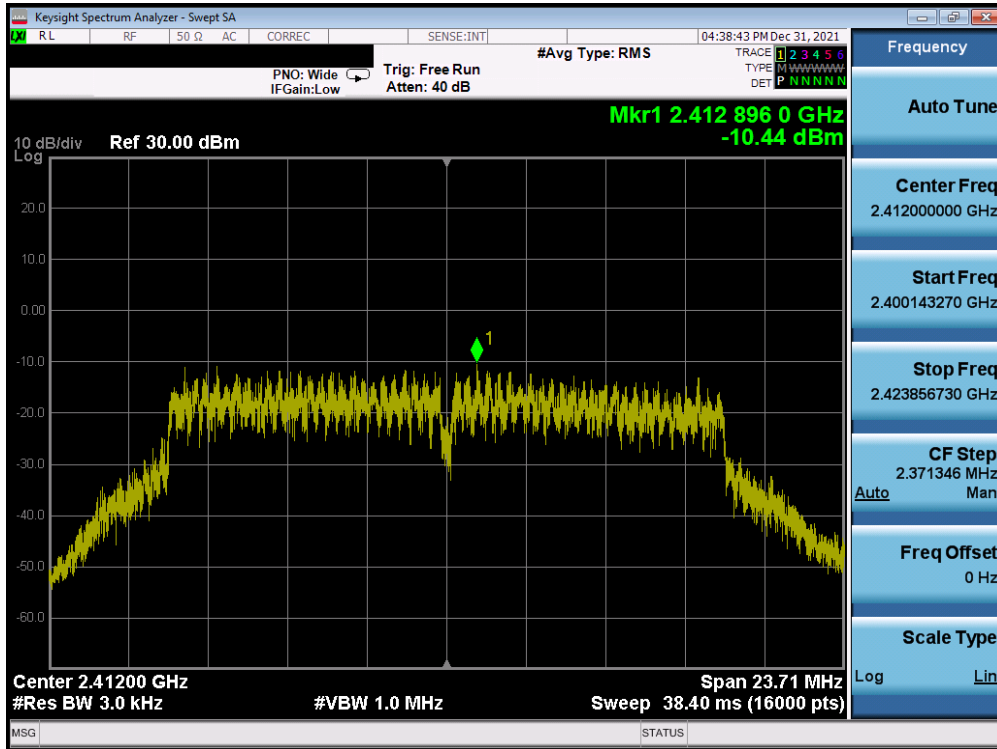 Keysight Spectrum Analyzer - Swept SA
LXI RL RF 50 Ω AC CORREC SENSE:INT 04:38:43 PM Dec 31, 2021
#Avg Type: RMS TRACE 1 2 3 4 5 6
PNO: Wide Trig: Free Run TYPE M WWWWW
IFGain:Low Atten: 40 dB DET P N N N N N
Mkr1 2.412 896 0 GHz
-10.44 dBm
10 dB/div Ref 30.00 dBm
Log
20.0
10.0
0.00
-10.0
-20.0
-30.0
-40.0
-50.0
-60.0
1
Center 2.41200 GHz Span 23.71 MHz
#Res BW 3.0 kHz #VBW 1.0 MHz Sweep 38.40 ms (16000 pts)
MSG STATUS
Frequency
Auto Tune
Center Freq
2.412000000 GHz
Start Freq
2.400143270 GHz
Stop Freq
2.423856730 GHz
CF Step
2.371346 MHz
Auto Man
Freq Offset
0 Hz
Scale Type
Log Lin